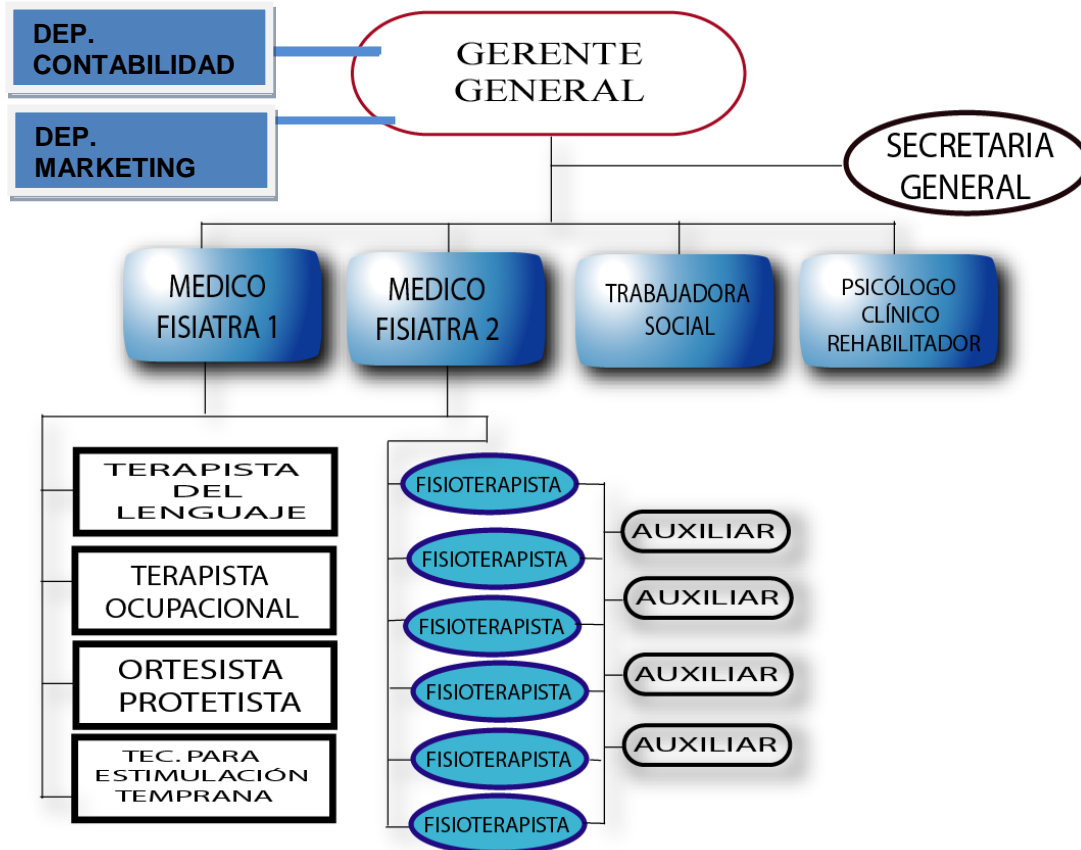 DEP.
CONTABILIDAD
GERENTE
GENERAL
DEP.
MARKETING
SECRETARIA
GENERAL
MEDICO
FISIATRA 1
MEDICO
FISIATRA 2
TRABAJADORA
SOCIAL
PSICÓLOGO
CLÍNICO
REHABILITADOR
TERAPISTA
DEL
LENGUAJE
TERAPISTA
OCUPACIONAL
ORTESISTA
PROTETISTA
TEC. PARA
ESTIMULACIÓN
TEMPRANA
FISIOTERAPISTA
FISIOTERAPISTA
FISIOTERAPISTA
FISIOTERAPISTA
FISIOTERAPISTA
FISIOTERAPISTA
AUXILIAR
AUXILIAR
AUXILIAR
AUXILIAR